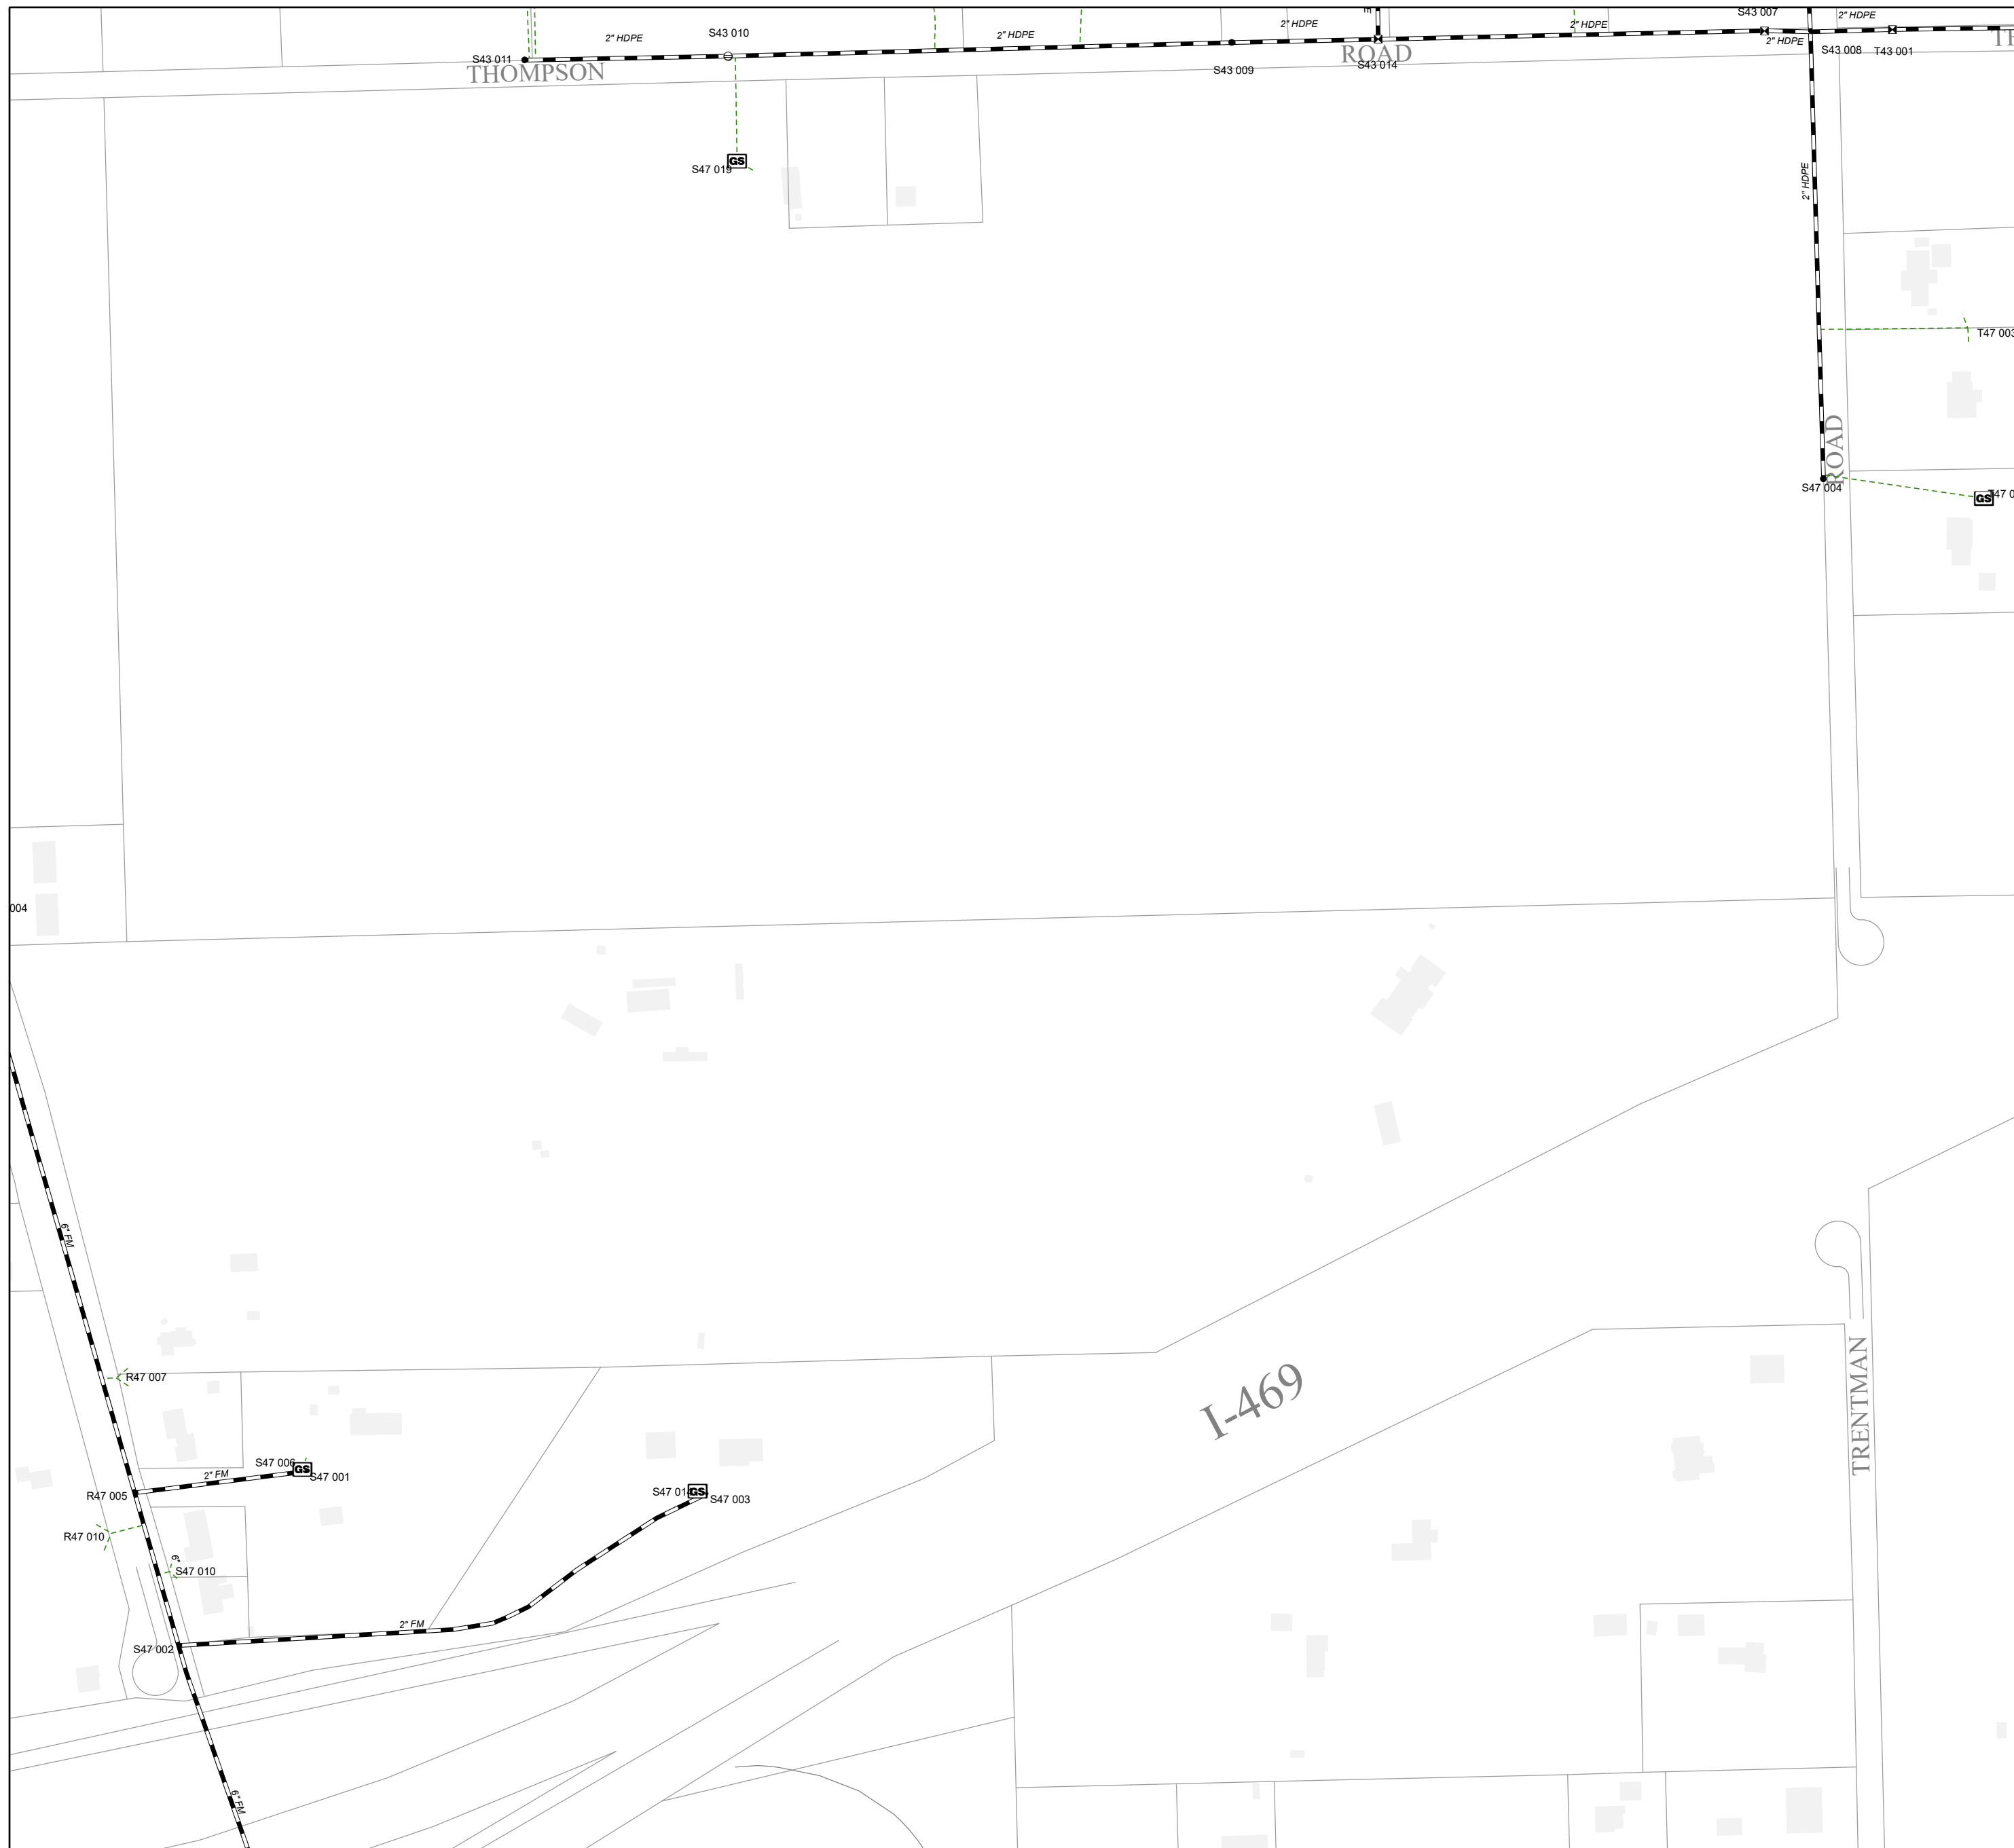 S43 007
2" HDPE
2" HDPE
2" HDPE
2" HDPE
S43 010
2" HDPE
2" HDPE
S43 011
THOMPSON
ROAD
S43 014
S43 009
S43 008
T43 001
S47 019
GS
2" HDPE
T47 003
ROAD
S47 004
GS
004
6" FM
R47 007
I-469
TRENTMAN
S47 006
GS
S47 001
2" FM
R47 005
GS
S47 003
R47 010
6"
S47 010
2" FM
S47 002
6" FM